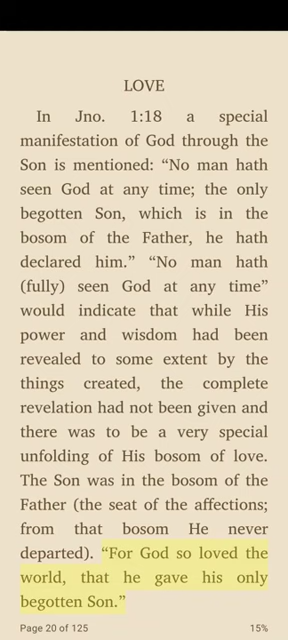 LOVE
In Jno. 1:18 a special
manifestation of God through the
Son is mentioned: “No man hath
seen God at any time; the only
begotten Son, which is in the
bosom of the Father, he hath
declared him.” “No man hath
(fully) seen God at any time”
would indicate that while His
power and wisdom had been
revealed to some extent by the
things created, the complete
revelation had not been given and
there was to be a very special
unfolding of His bosom of love.
The Son was in the bosom of the
Father (the seat of the affections;
from that bosom He never
departed). “For God so loved the
world, that he gave his only
begotten Son.”
Page 20 of 125 15%